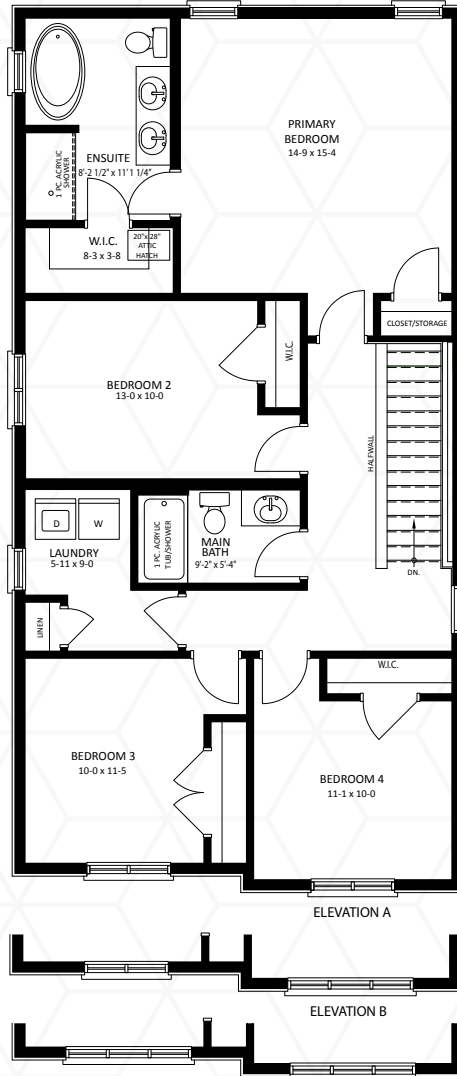 PRIMARY
BEDROOM
14-9 x 15-4
ENSUITE
8'-2 1/2" x 11'1 1/4"
1 PC. ACRYLIC
SHOWER
W.I.C.
8-3 x 3-8
20"x 28"
ATTIC
HATCH
CLOSET/STORAGE
BEDROOM 2
13-0 x 10-0
W.I.C.
HALFWALL
DN.
D
W
LAUNDRY
5-11 x 9-0
1 PC. ACRYLIC
TUB/SHOWER
MAIN
BATH
9'-2" x 5'-4"
LINEN
W.I.C.
BEDROOM 3
10-0 x 11-5
BEDROOM 4
11-1 x 10-0
ELEVATION A
ELEVATION B